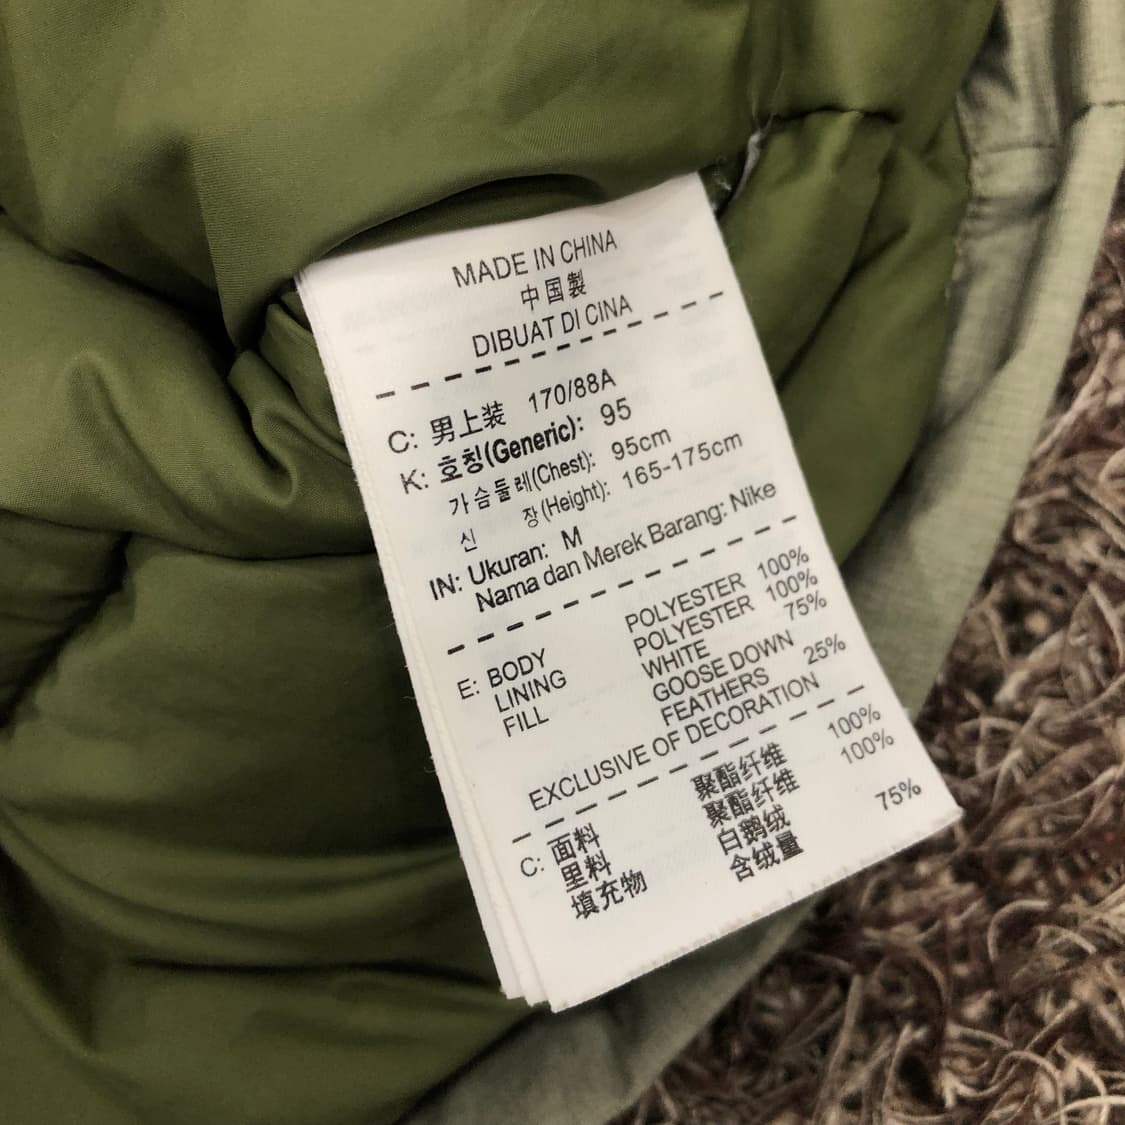 MADE IN CHINA
中国製
DIBUAT DI CINA
C: 男上装 170/88A
K: 호칭(Generic): 95
가슴둘레(Chest): 95cm
신 장(Height): 165-175cm
IN: Ukuran: M
Nama dan Merek Barang: Nike
E: BODY POLYESTER 100%
LINING POLYESTER 100%
FILL WHITE 75%
GOOSE DOWN
FEATHERS 25%
EXCLUSIVE OF DECORATION
C: 面料 聚酯纤维 100%
里料 聚酯纤维 100%
填充物 白鹅绒
含绒量 75%